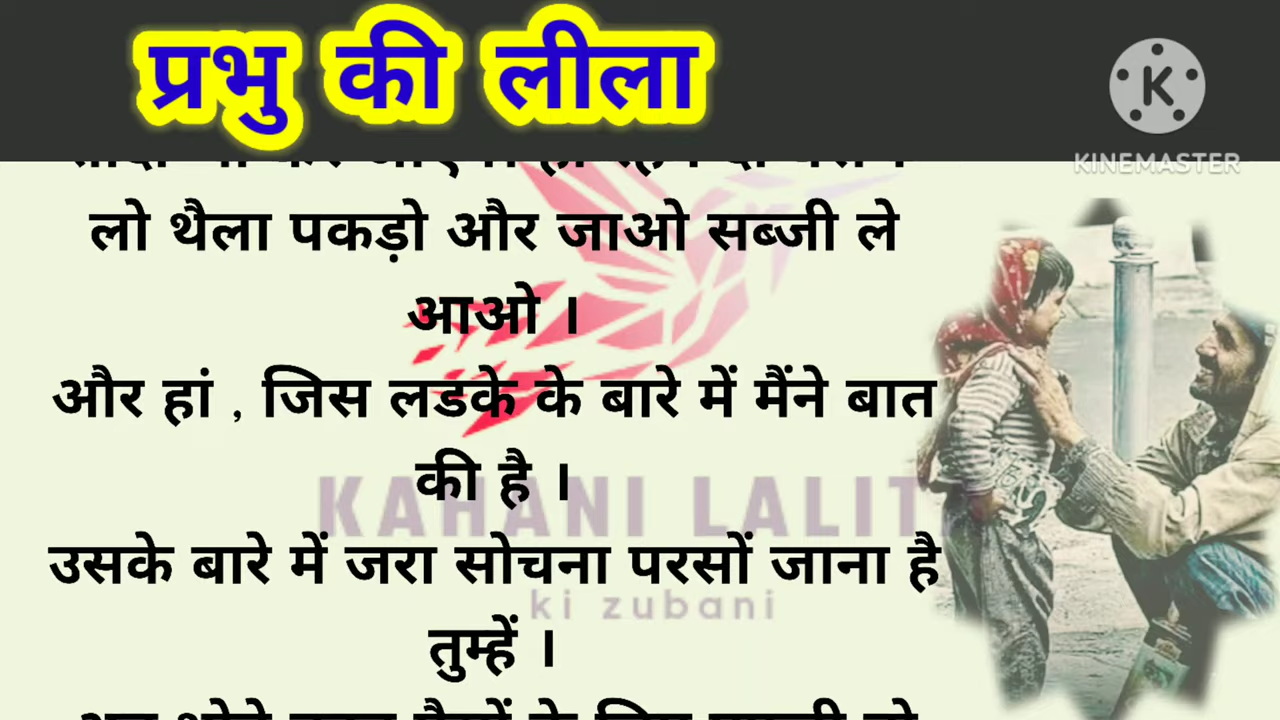 प्रभु की लीला
KINEMASTER
लो थैला पकड़ो और जाओ सब्जी ले
आओ ।
और हां , जिस लडके के बारे में मैंने बात
की है ।
KAHANI LALIT
उसके बारे में जरा सोचना परसों जाना है
ki zubani
तुम्हें ।